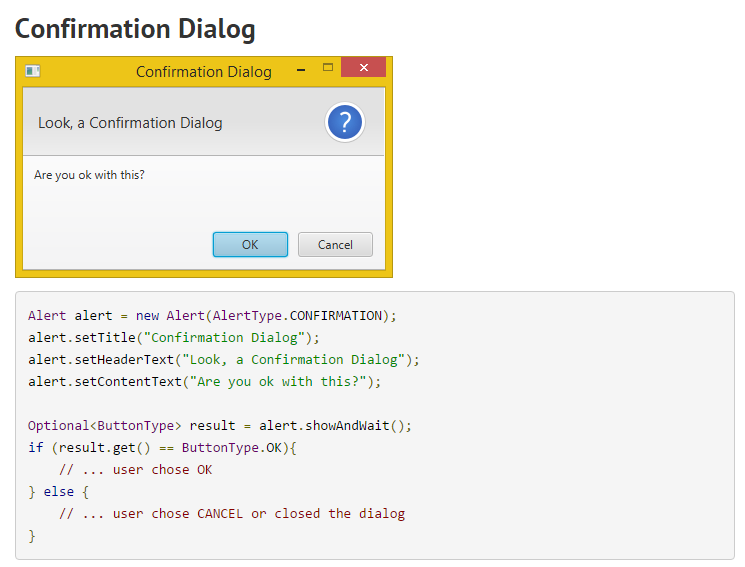 Confirmation Dialog
Confirmation Dialog
Look, a Confirmation Dialog
?
Are you ok with this?
OK Cancel
Alert alert = new Alert(AlertType.CONFIRMATION);
alert.setTitle("Confirmation Dialog");
alert.setHeaderText("Look, a Confirmation Dialog");
alert.setContentText("Are you ok with this?");

Optional<ButtonType> result = alert.showAndWait();
if (result.get() == ButtonType.OK){
    // ... user chose OK
} else {
    // ... user chose CANCEL or closed the dialog
}